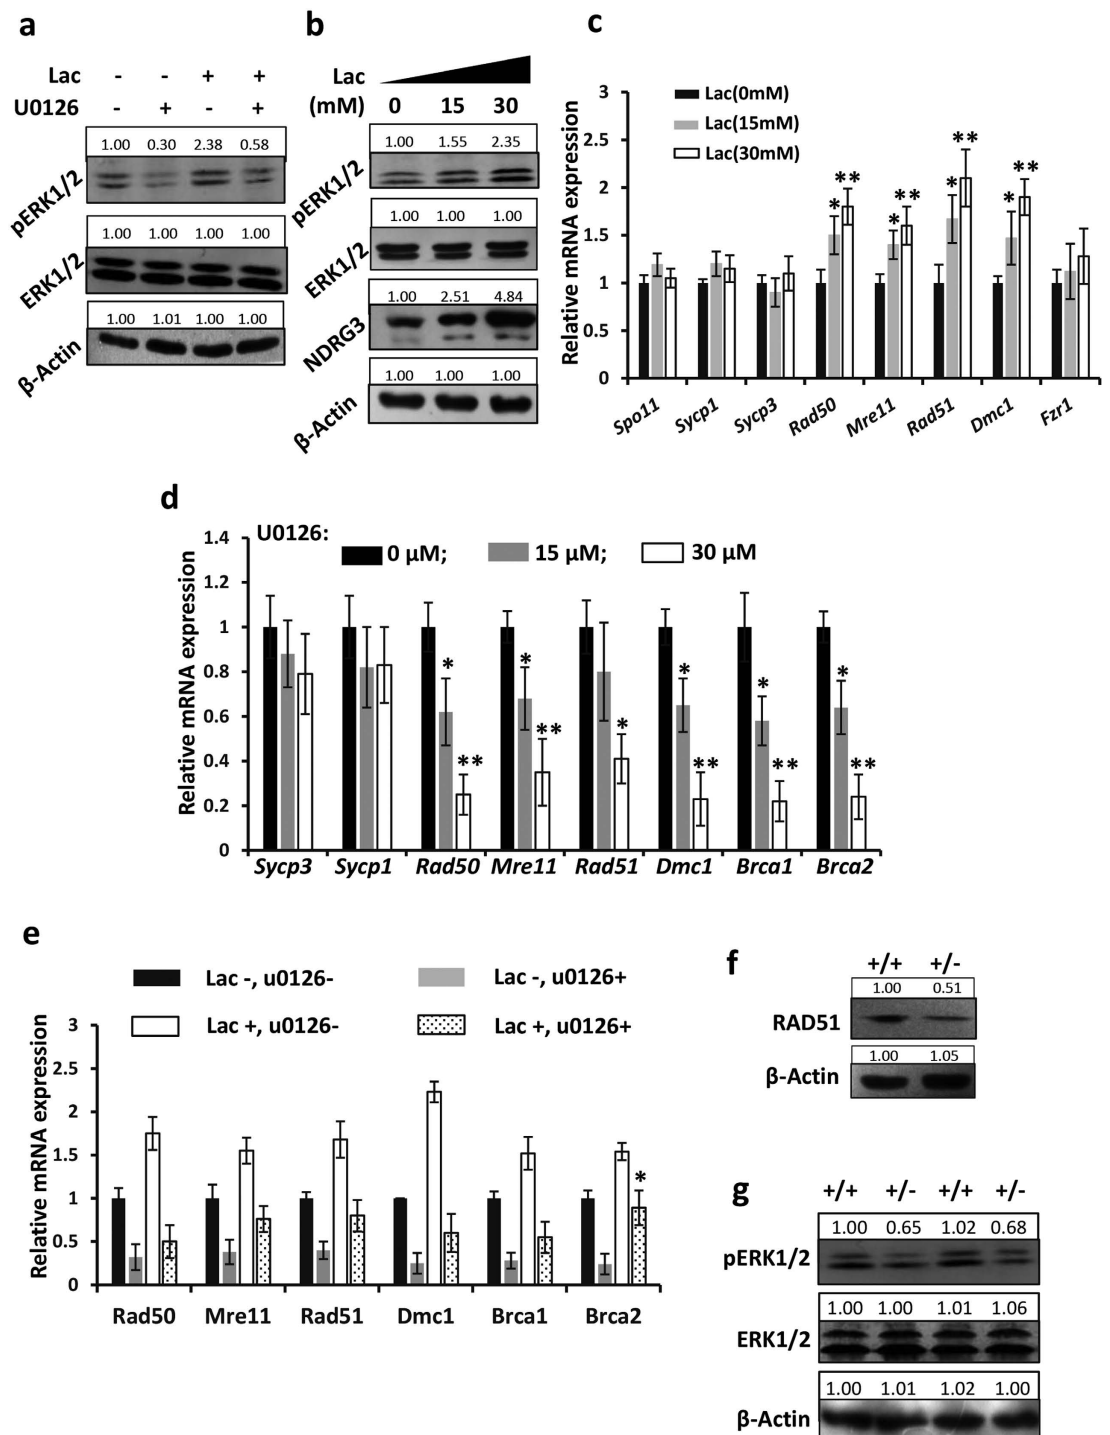 a
Lac - - + +
U0126 - + - +
1.00 0.30 2.38 0.58
pERK1/2
1.00 1.00 1.00 1.00
ERK1/2
1.00 1.01 1.00 1.00
β-Actin
b
Lac
(mM) 0 15 30
1.00 1.55 2.35
pERK1/2
1.00 1.00 1.00
ERK1/2
1.00 2.51 4.84
NDRG3
1.00 1.00 1.00
β-Actin
c
Lac(0mM)
Lac(15mM)
Lac(30mM)
Relative mRNA expression
3
2.5
2
1.5
1
0.5
0
* ** * ** * ** * **
Spo11 Sycp1 Sycp3 Rad50 Mre11 Rad51 Dmc1 Fzr1
d
U0126:
0 μM; 15 μM; 30 μM
Relative mRNA expression
1.4
1.2
1
0.8
0.6
0.4
0.2
0
* ** * ** * * ** * ** * **
Sycp3 Sycp1 Rad50 Mre11 Rad51 Dmc1 Brca1 Brca2
e
Lac -, u0126- Lac -, u0126+
Lac +, u0126- Lac +, u0126+
Relative mRNA expression
3
2.5
2
1.5
1
0.5
0
*
Rad50 Mre11 Rad51 Dmc1 Brca1 Brca2
f
+/+ +/-
1.00 0.51
RAD51
1.00 1.05
β-Actin
g
+/+ +/- +/+ +/-
1.00 0.65 1.02 0.68
pERK1/2
1.00 1.00 1.01 1.06
ERK1/2
1.00 1.01 1.02 1.00
β-Actin